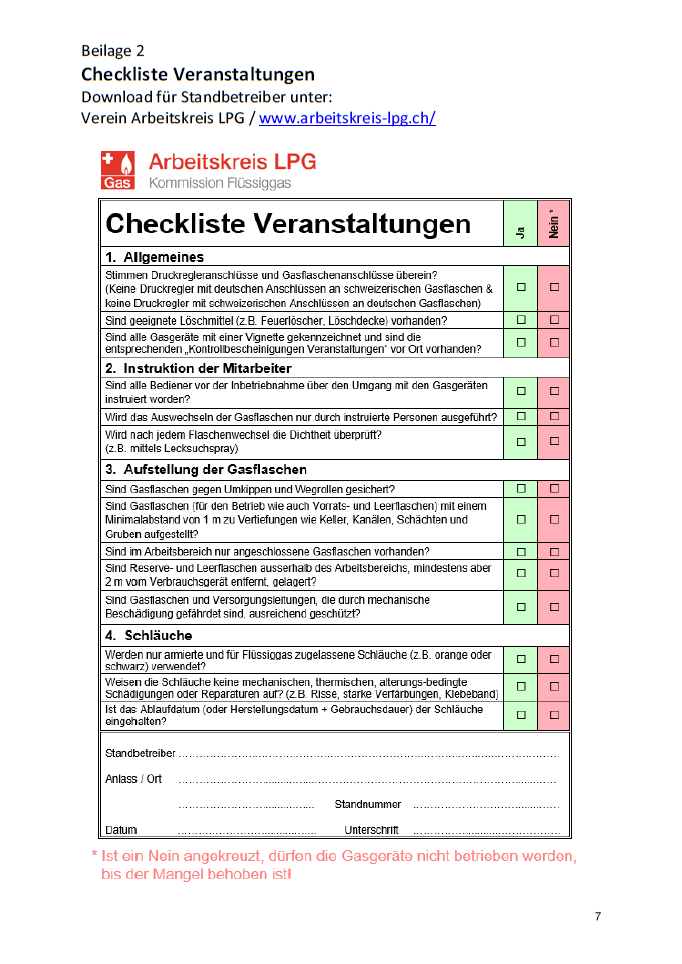 Beilage 2
Checkliste Veranstaltungen
Download für Standbetreiber unter:
Verein Arbeitskreis LPG / www.arbeitskreis-lpg.ch/
Gas
Arbeitskreis LPG
Kommission Flüssiggas
Checkliste Veranstaltungen
Ja
Nein *
1. Allgemeines
Stimmen Druckregleranschlüsse und Gasflaschenanschlüsse überein?
(Keine Druckregler mit deutschen Anschlüssen an schweizerischen Gasflaschen &
keine Druckregler mit schweizerischen Anschlüssen an deutschen Gasflaschen)
Sind geeignete Löschmittel (z.B. Feuerlöscher, Löschdecke) vorhanden?
Sind alle Gasgeräte mit einer Vignette gekennzeichnet und sind die
entsprechenden „Kontrollbescheinigungen Veranstaltungen" vor Ort vorhanden?
2. Instruktion der Mitarbeiter
Sind alle Bediener vor der Inbetriebnahme über den Umgang mit den Gasgeräten
instruiert worden?
Wird das Auswechseln der Gasflaschen nur durch instruierte Personen ausgeführt?
Wird nach jedem Flaschenwechsel die Dichtheit überprüft?
(z.B. mittels Lecksuchspray)
3. Aufstellung der Gasflaschen
Sind Gasflaschen gegen Umkippen und Wegrollen gesichert?
Sind Gasflaschen (für den Betrieb wie auch Vorrats- und Leerflaschen) mit einem
Minimalabstand von 1 m zu Vertiefungen wie Keller, Kanälen, Schächten und
Gruben aufgestellt?
Sind im Arbeitsbereich nur angeschlossene Gasflaschen vorhanden?
Sind Reserve- und Leerflaschen ausserhalb des Arbeitsbereichs, mindestens aber
2 m vom Verbrauchsgerät entfernt, gelagert?
Sind Gasflaschen und Versorgungsleitungen, die durch mechanische
Beschädigung gefährdet sind, ausreichend geschützt?
4. Schläuche
Werden nur armierte und für Flüssiggas zugelassene Schläuche (z.B. orange oder
schwarz) verwendet?
Weisen die Schläuche keine mechanischen, thermischen, alterungs-bedingte
Schädigungen oder Reparaturen auf? (z.B. Risse, starke Verfärbungen, Klebeband)
Ist das Ablaufdatum (oder Herstellungsdatum + Gebrauchsdauer) der Schläuche
eingehalten?
Standbetreiber
Anlass / Ort
Standnummer
Datum Unterschrift
* Ist ein Nein angekreuzt, dürfen die Gasgeräte nicht betrieben werden,
bis der Mangel behoben ist!
7